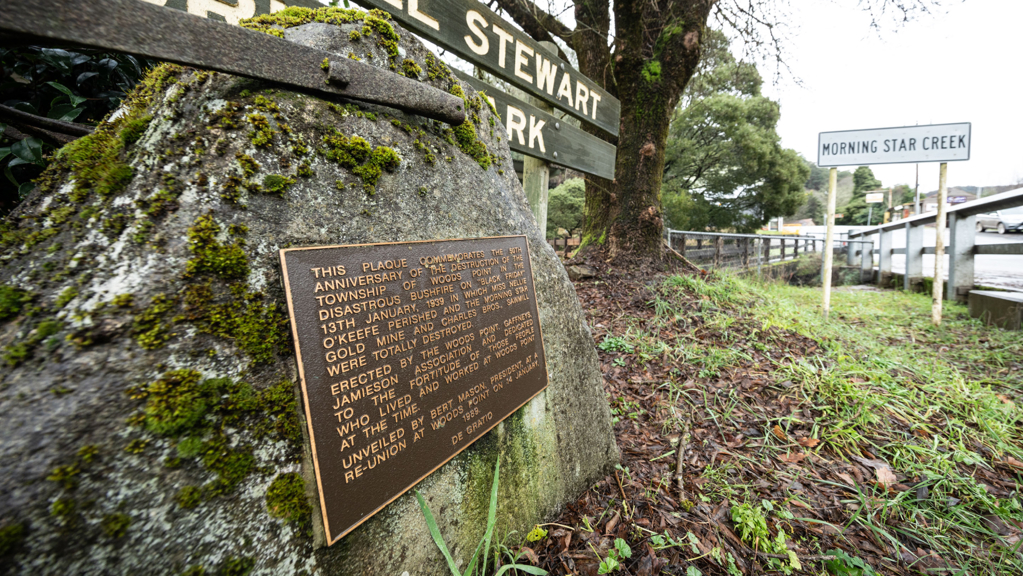 L STEWART
RK
MORNING STAR CREEK
THIS PLAQUE COMMEMORATES THE 50TH
ANNIVERSARY OF THE DESTRUCTION OF THE
TOWNSHIP OF WOODS POINT IN THE
DISASTROUS BUSHFIRE ON "BLACK FRIDAY"
13TH JANUARY, 1939 IN WHICH MISS NELLIE
O'KEEFE PERISHED AND THE MORNING STAR
GOLD MINE AND CHARLES BROS. SAWMILL
WERE TOTALLY DESTROYED.
ERECTED BY THE WOODS POINT, GAFFNEYS,
JAMIESON ASSOCIATION AND DEDICATED
TO THE FORTITUDE OF THOSE PEOPLE
WHO LIVED AND WORKED AT WOODS POINT
AT THE TIME.
UNVEILED BY BERT MASON, PRESIDENT AT A
RE-UNION AT WOODS POINT ON 14 JANUARY,
1989.
DE GRATIO